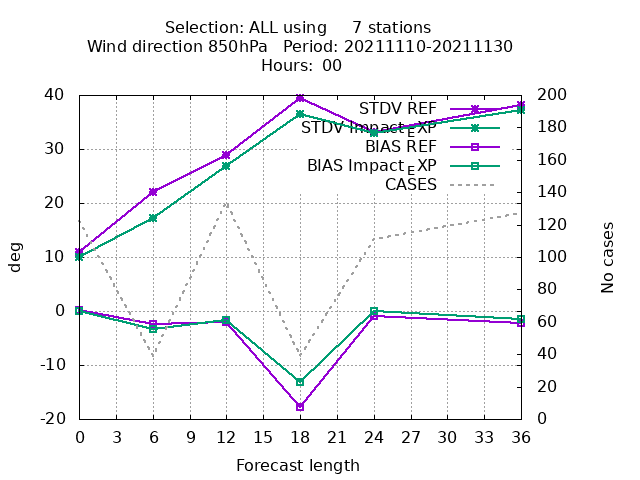 Selection: ALL using 7 stations
Wind direction 850hPa Period: 20211110-20211130
Hours: 00
40
30
20
10
0
-10
-20
deg
200
180
160
140
120
100
80
60
40
20
0
No cases
STDV REF
STDV Impact_EXP
BIAS REF
BIAS Impact_EXP
CASES
0 3 6 9 12 15 18 21 24 27 30 33 36
Forecast length